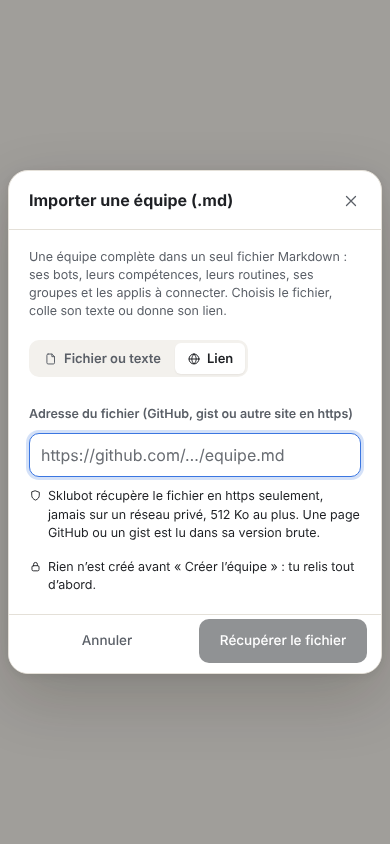 Importer une équipe (.md)
Une équipe complète dans un seul fichier Markdown :
ses bots, leurs compétences, leurs routines, ses
groupes et les applis à connecter. Choisis le fichier,
colle son texte ou donne son lien.
Fichier ou texte
Lien
Adresse du fichier (GitHub, gist ou autre site en https)
https://github.com/.../equipe.md
Sklubot récupère le fichier en https seulement,
jamais sur un réseau privé, 512 Ko au plus. Une page
GitHub ou un gist est lu dans sa version brute.
Rien n’est créé avant « Créer l’équipe » : tu relis tout
d’abord.
Annuler
Récupérer le fichier